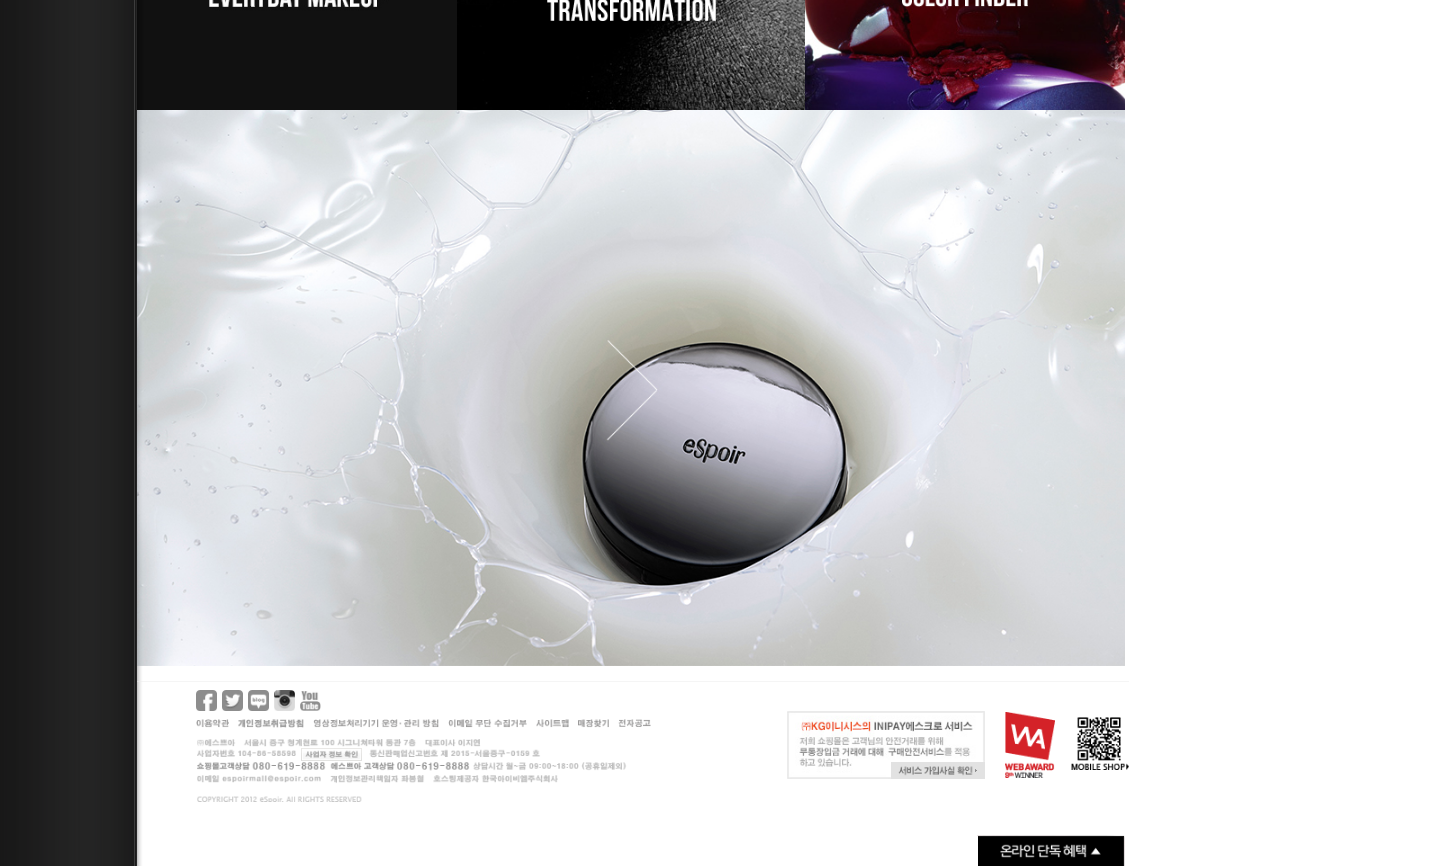 EVERYDAY MAKEUP
TRANSFORMATION
COLOR FINDER
eSpoir
blog
You
Tube
이용약관 개인정보취급방침 영상정보처리기기 운영·관리 방침 이메일 무단 수집거부 사이트맵 매장찾기 전자공고
㈜에스쁘아 서울시 중구 청계천로 100 시그니쳐타워 동관 7층 대표이사 이지연
사업자번호 104-86-56598 사업자 정보 확인 통신판매업신고번호 제 2015-서울중구-0159 호
쇼핑몰고객상담 080-619-8888 에스쁘아 고객상담 080-619-8888 상담시간 월~금 09:00~18:00 (공휴일제외)
이메일 espoirmall@espoir.com 개인정보관리책임자 호스팅제공자 한국아이비엠주식회사
COPYRIGHT 2012 eSpoir. All RIGHTS RESERVED
㈜KG이니시스의 INIPAY에스크로 서비스
저희 쇼핑몰은 고객님의 안전거래를 위해
무통장입금 거래에 대해 구매안전서비스를 적용
하고 있습니다.
서비스 가입사실 확인
WA
WEB AWARD
WINNER
MOBILE SHOP
온라인 단독 혜택